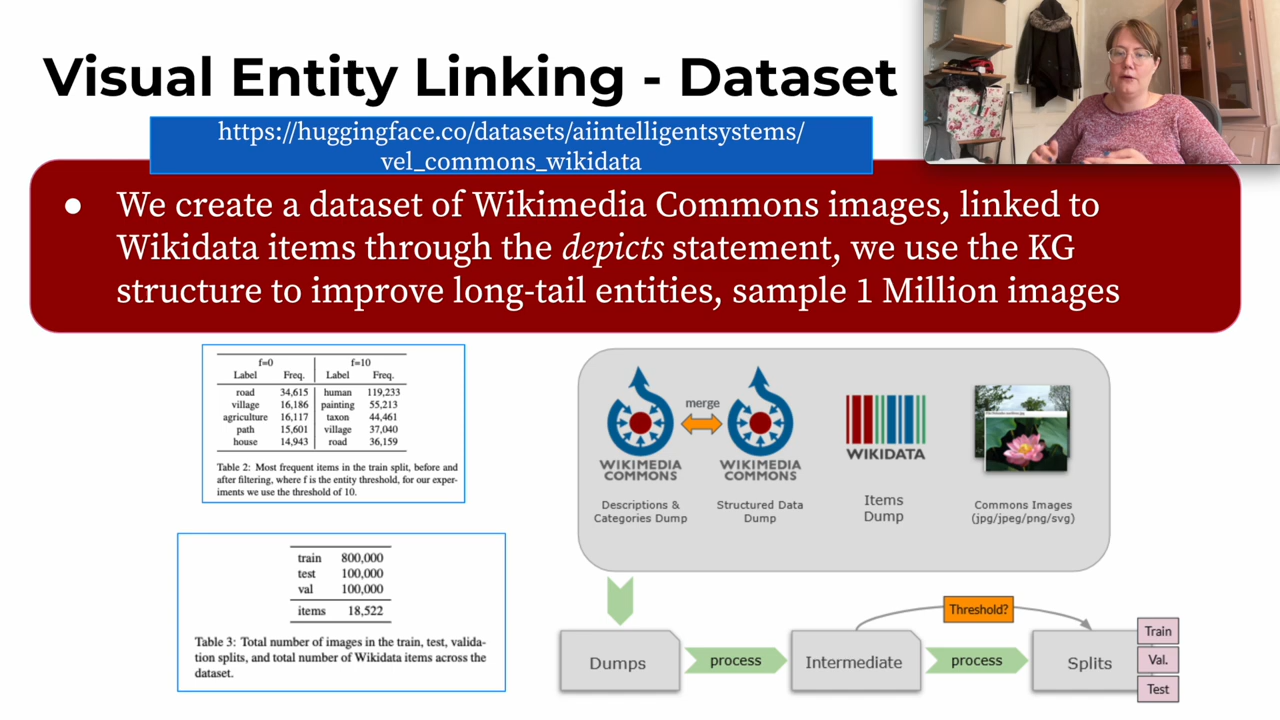 Visual Entity Linking - Dataset
https://huggingface.co/datasets/aiintelligentsystems/
vel_commons_wikidata
● We create a dataset of Wikimedia Commons images, linked to
Wikidata items through the depicts statement, we use the KG
structure to improve long-tail entities, sample 1 Million images
f=0 f=10
Label Freq. Label Freq.
road 34,615 human 119,233
village 16,186 painting 55,213
agriculture 16,117 taxon 44,461
path 15,601 village 37,040
house 14,943 road 36,159
Table 2: Most frequent items in the train split, before and
after filtering, where f is the entity threshold, for our exper-
iments we use the threshold of 10.
train 800,000
test 100,000
val 100,000
items 18,522
Table 3: Total number of images in the train, test, valida-
tion splits, and total number of Wikidata items across the
dataset.
merge
WIKIMEDIA
COMMONS
WIKIMEDIA
COMMONS
WIKIDATA
Descriptions &
Categories Dump
Structured Data
Dump
Items
Dump
Commons Images
(jpg/jpeg/png/svg)
Threshold?
Dumps
process
Intermediate
process
Splits
Train
Val.
Test